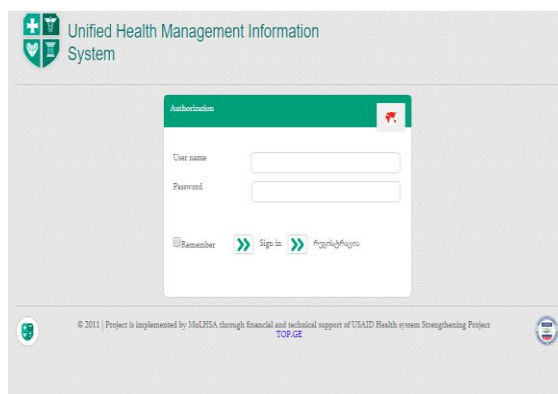 Unified Health Management Information
System
Authorization
User name
Password
Remember
Sign in
რეგისტრაცია
© 2011 | Project is implemented by MoLHSA through financial and technical support of USAID Health system Strengthening Project
TOP.GE